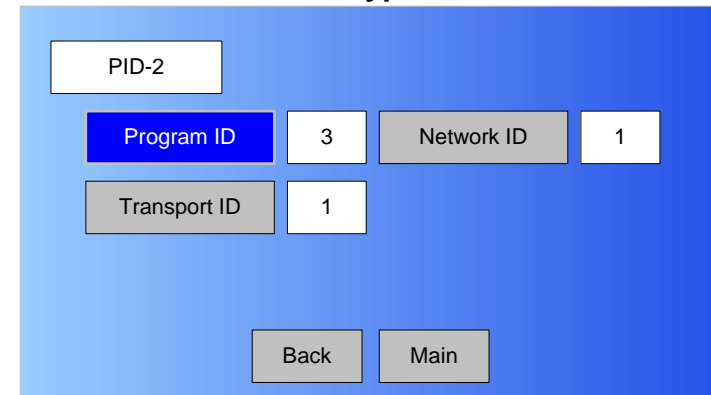 PID-2
Program ID 3 Network ID 1
Transport ID 1
Back Main